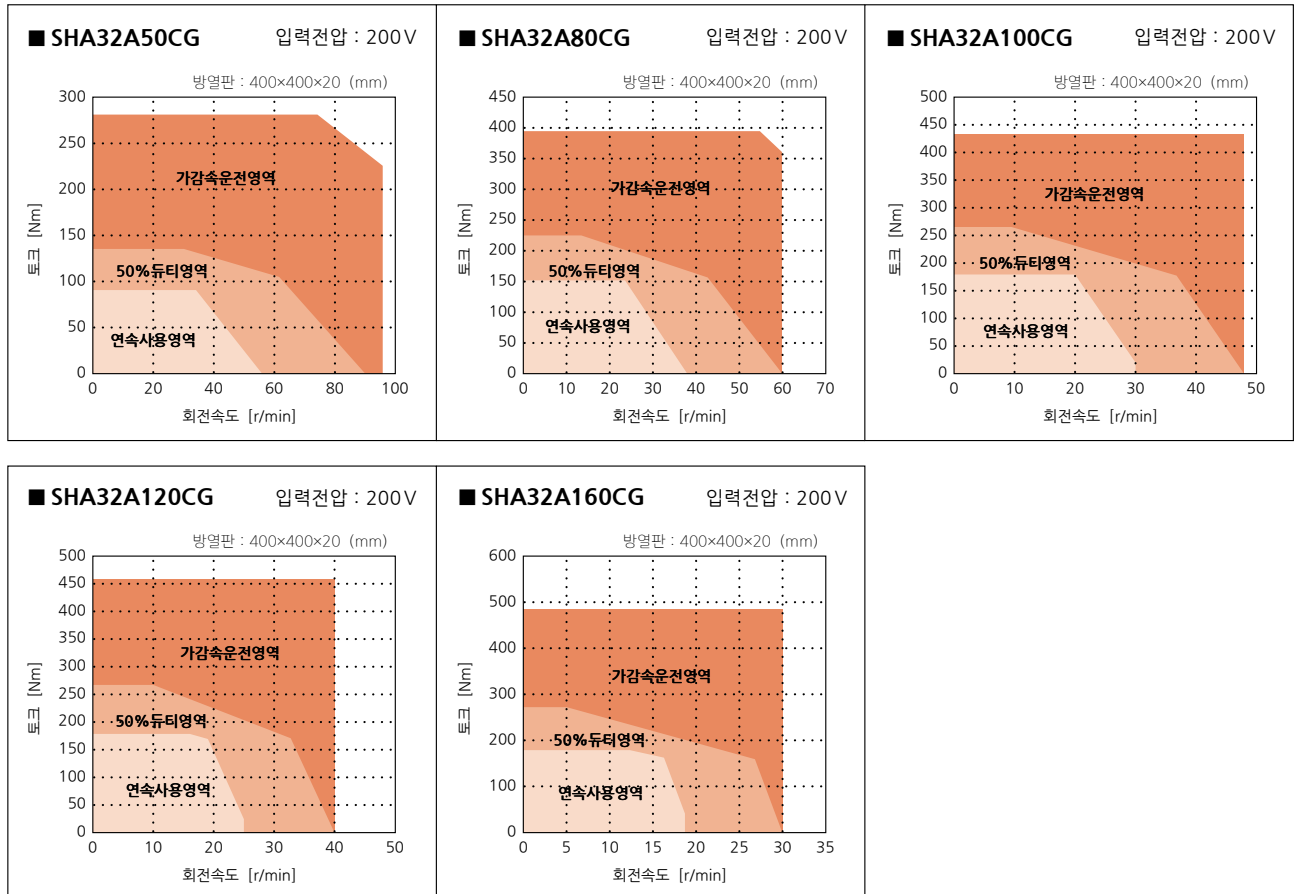 ■ SHA32A50CG 입력전압 : 200V
방열판 : 400×400×20 (mm)
300
250
200
150
100
50
0
토크 [Nm]
가감속운전영역
50%듀티영역
연속사용영역
0 20 40 60 80 100
회전속도 [r/min]
■ SHA32A80CG 입력전압 : 200V
방열판 : 400×400×20 (mm)
450
400
350
300
250
200
150
100
50
0
토크 [Nm]
가감속운전영역
50%듀티영역
연속사용영역
0 10 20 30 40 50 60 70
회전속도 [r/min]
■ SHA32A100CG 입력전압 : 200V
방열판 : 400×400×20 (mm)
500
450
400
350
300
250
200
150
100
50
0
토크 [Nm]
가감속운전영역
50%듀티영역
연속사용영역
0 10 20 30 40 50
회전속도 [r/min]
■ SHA32A120CG 입력전압 : 200V
방열판 : 400×400×20 (mm)
500
450
400
350
300
250
200
150
100
50
0
토크 [Nm]
가감속운전영역
50%듀티영역
연속사용영역
0 10 20 30 40 50
회전속도 [r/min]
■ SHA32A160CG 입력전압 : 200V
방열판 : 400×400×20 (mm)
600
500
400
300
200
100
0
토크 [Nm]
가감속운전영역
50%듀티영역
연속사용영역
0 5 10 15 20 25 30 35
회전속도 [r/min]